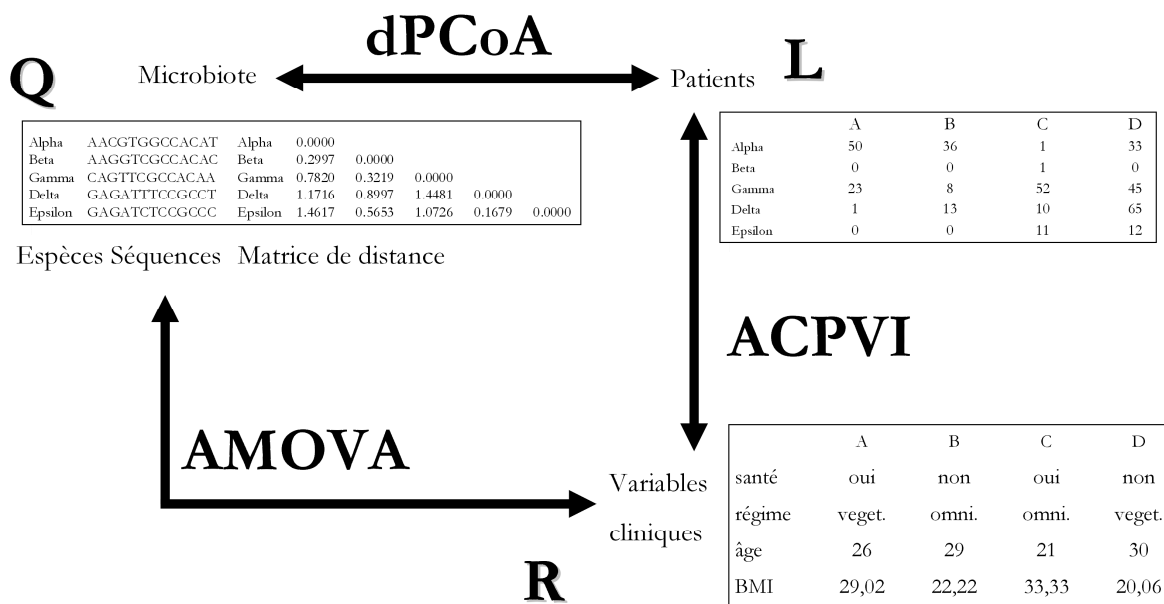 dPCoA
Q
Microbiote
Patients
L
Alpha AACGTGGCCACAT Alpha 0.0000
Beta AAGGTCGCCACAC Beta 0.2997 0.0000
Gamma CAGTTCGCCACAA Gamma 0.7820 0.3219 0.0000
Delta GAGATTTCCGCCT Delta 1.1716 0.8997 1.4481 0.0000
Epsilon GAGATCTCCGCCC Epsilon 1.4617 0.5653 1.0726 0.1679 0.0000
Espèces Séquences Matrice de distance
A B C D
Alpha 50 36 1 33
Beta 0 0 1 0
Gamma 23 8 52 45
Delta 1 13 10 65
Epsilon 0 0 11 12
ACPVI
AMOVA
Variables
cliniques
R
A B C D
santé oui non oui non
régime veget. omni. omni. veget.
âge 26 29 21 30
BMI 29,02 22,22 33,33 20,06